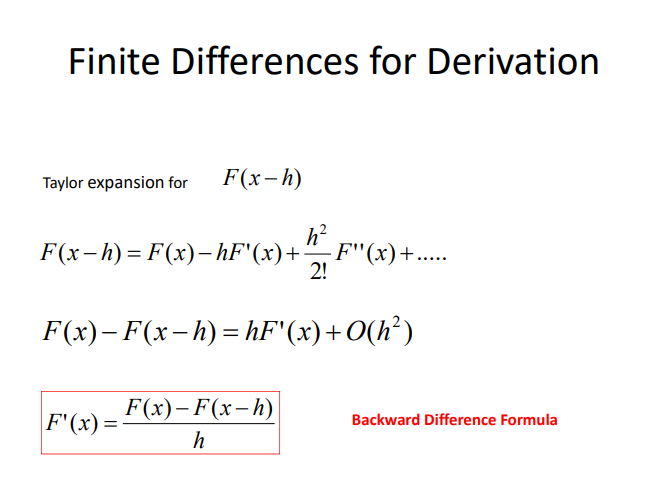 Finite Differences for Derivation
Taylor expansion for F(x−h)
F(x−h) = F(x) − hF'(x) + h²/2! F''(x) + .....
F(x) − F(x−h) = hF'(x) + O(h²)
F'(x) = F(x) − F(x−h) / h
Backward Difference Formula